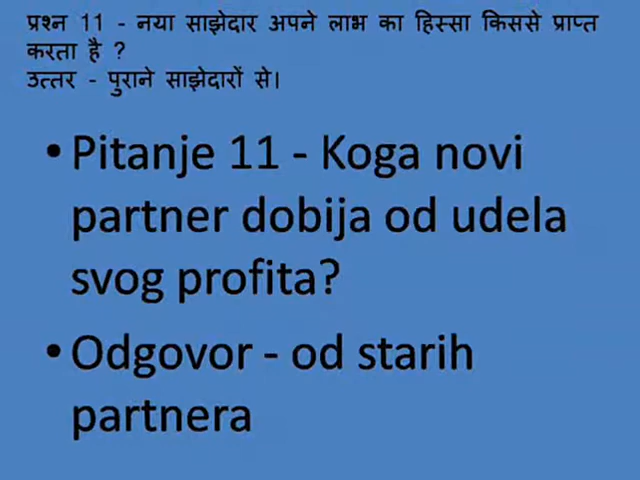 प्रश्न 11 - नया साझेदार अपने लाभ का हिस्सा किससे प्राप्त
करता है ?
उत्तर - पुराने साझेदारों से।
• Pitanje 11 - Koga novi
partner dobija od udela
svog profita?
• Odgovor - od starih
partnera